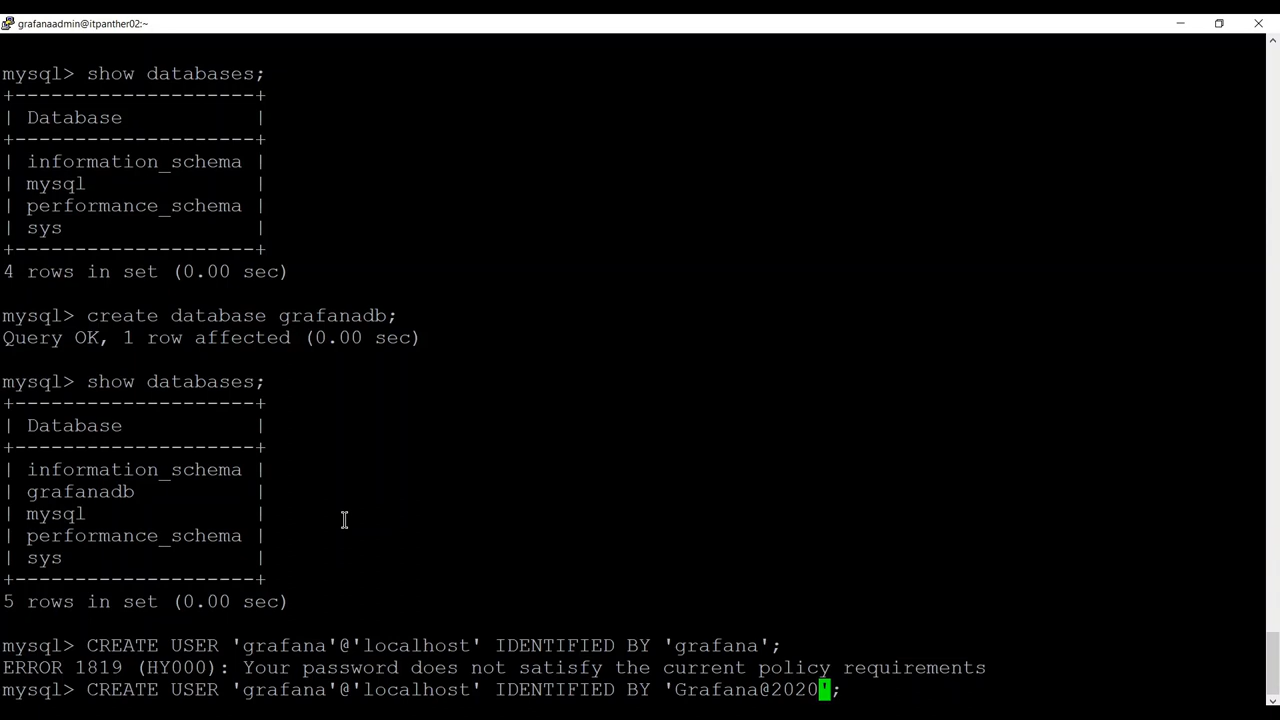 grafanaadmin@itpanther02:~
mysql> show databases;
+--------------------+
| Database           |
+--------------------+
| information_schema |
| mysql              |
| performance_schema |
| sys                |
+--------------------+
4 rows in set (0.00 sec)
mysql> create database grafanadb;
Query OK, 1 row affected (0.00 sec)
mysql> show databases;
+--------------------+
| Database           |
+--------------------+
| information_schema |
| grafanadb          |
| mysql              |
| performance_schema |
| sys                |
+--------------------+
5 rows in set (0.00 sec)
mysql> CREATE USER 'grafana'@'localhost' IDENTIFIED BY 'grafana';
ERROR 1819 (HY000): Your password does not satisfy the current policy requirements
mysql> CREATE USER 'grafana'@'localhost' IDENTIFIED BY 'Grafana@2020';